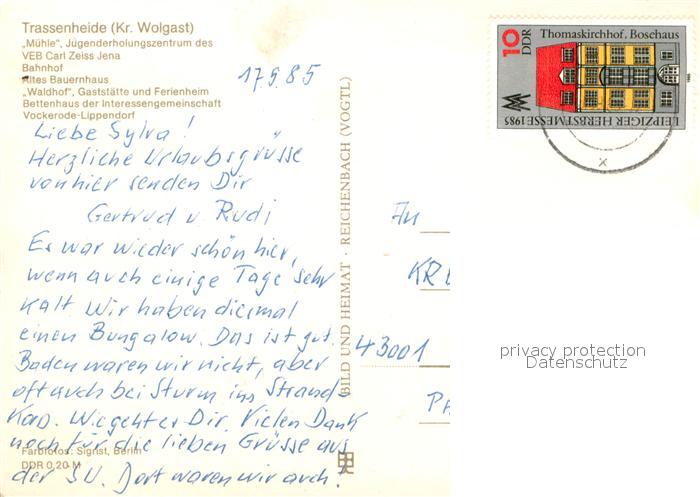 Trassenheide (Kr. Wolgast)
„Mühle", Jugenderholungszentrum des
VEB Carl Zeiss Jena
Bahnhof
Altes Bauernhaus
„Waldhof", Gaststätte und Ferienheim
Bettenhaus der Interessengemeinschaft
Vockerode-Lippendorf
17.9.85
Liebe Sylva!
Herzliche Urlaubsgrüsse
von hier senden Dir
Gertrud u. Rudi
Es war wieder schön hier,
wenn auch einige Tage sehr
kalt Wir haben diesmal
einen Bungalow. Das ist gut.
Baden waren wir nicht, aber
oft auch bei Sturm im Strand-
Korb. Wie geht es Dir. Vielen Dank
noch für die lieben Grüsse aus
der SU. Dort waren wir auch.
Farbfotos: Sigrist, Berlin
DDR 0,20 M
BILD UND HEIMAT · REICHENBACH (VOGTL)
An
43001
10
DDR
Thomaskirchhof, Bosehaus
LEIPZIGER HERBSTMESSE 1985
privacy protection
Datenschutz